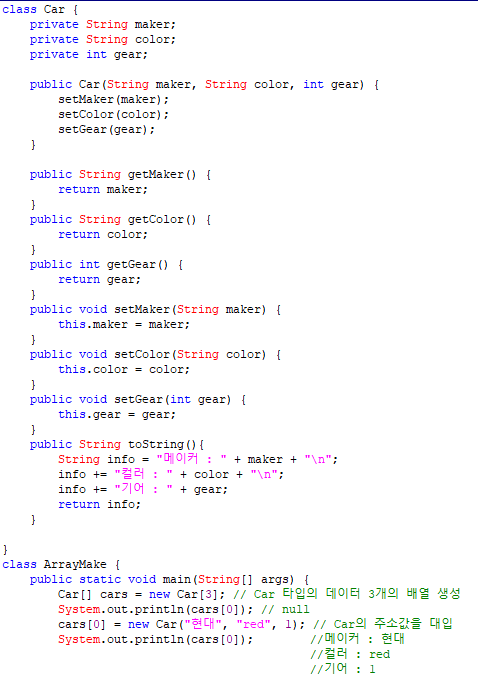 class Car {
    private String maker;
    private String color;
    private int gear;

    public Car(String maker, String color, int gear) {
        setMaker(maker);
        setColor(color);
        setGear(gear);
    }

    public String getMaker() {
        return maker;
    }
    public String getColor() {
        return color;
    }
    public int getGear() {
        return gear;
    }
    public void setMaker(String maker) {
        this.maker = maker;
    }
    public void setColor(String color) {
        this.color = color;
    }
    public void setGear(int gear) {
        this.gear = gear;
    }
    public String toString(){
        String info = "메이커 : " + maker + "\n";
        info += "컬러 : " + color + "\n";
        info += "기어 : " + gear;
        return info;
    }

}
class ArrayMake {
    public static void main(String[] args) {
        Car[] cars = new Car[3]; // Car 타입의 데이터 3개의 배열 생성
        System.out.println(cars[0]); // null
        cars[0] = new Car("현대", "red", 1); // Car의 주소값을 대입
        System.out.println(cars[0]);        //메이커 : 현대
                                            //컬러 : red
                                            //기어 : 1